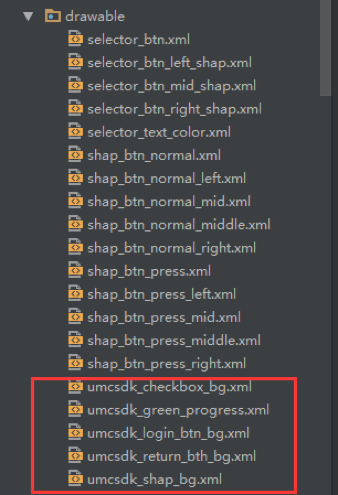 drawable
selector_btn.xml
selector_btn_left_shap.xml
selector_btn_mid_shap.xml
selector_btn_right_shap.xml
selector_text_color.xml
shap_btn_normal.xml
shap_btn_normal_left.xml
shap_btn_normal_mid.xml
shap_btn_normal_middle.xml
shap_btn_normal_right.xml
shap_btn_press.xml
shap_btn_press_left.xml
shap_btn_press_mid.xml
shap_btn_press_middle.xml
shap_btn_press_right.xml
umcsdk_checkbox_bg.xml
umcsdk_green_progress.xml
umcsdk_login_btn_bg.xml
umcsdk_return_bth_bg.xml
umcsdk_shap_bg.xml